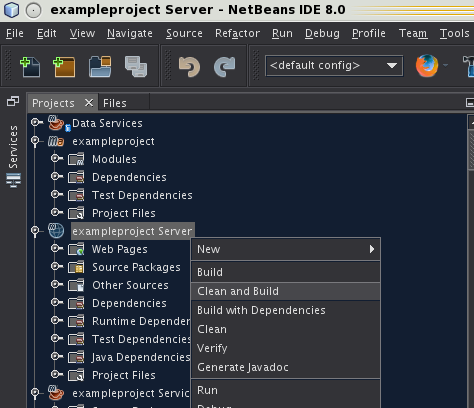 exampleproject Server - NetBeans IDE 8.0
File Edit View Navigate Source Refactor Run Debug Profile Team Tools
<default config>
Projects Files
Services
Data Services
exampleproject
Modules
Dependencies
Test Dependencies
Project Files
exampleproject Server
Web Pages
New
Source Packages
Build
Other Sources
Clean and Build
Dependencies
Build with Dependencies
Runtime Depender
Clean
Test Dependencies
Verify
Java Dependencies
Generate Javadoc
Project Files
Run
exampleproject Servic